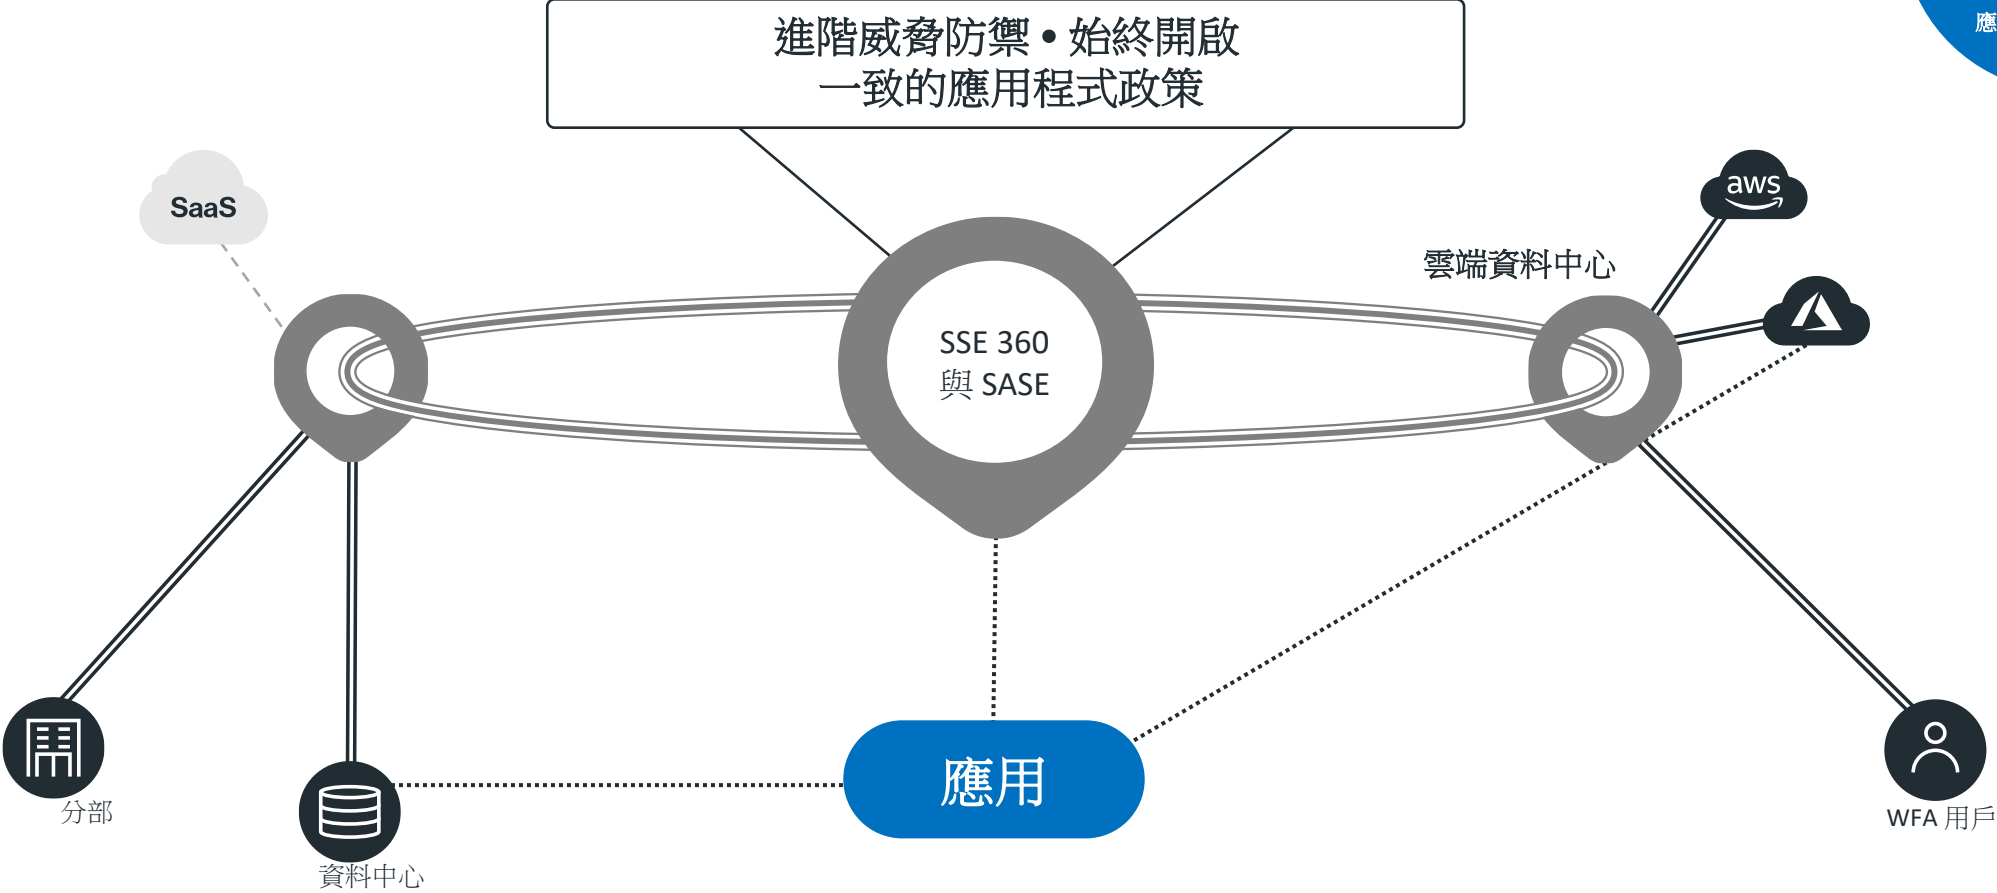 進階威脅防禦 • 始終開啟
一致的應用程式政策
應
SaaS
aws
雲端資料中心
SSE 360
與 SASE
應用
分部
資料中心
WFA 用戶